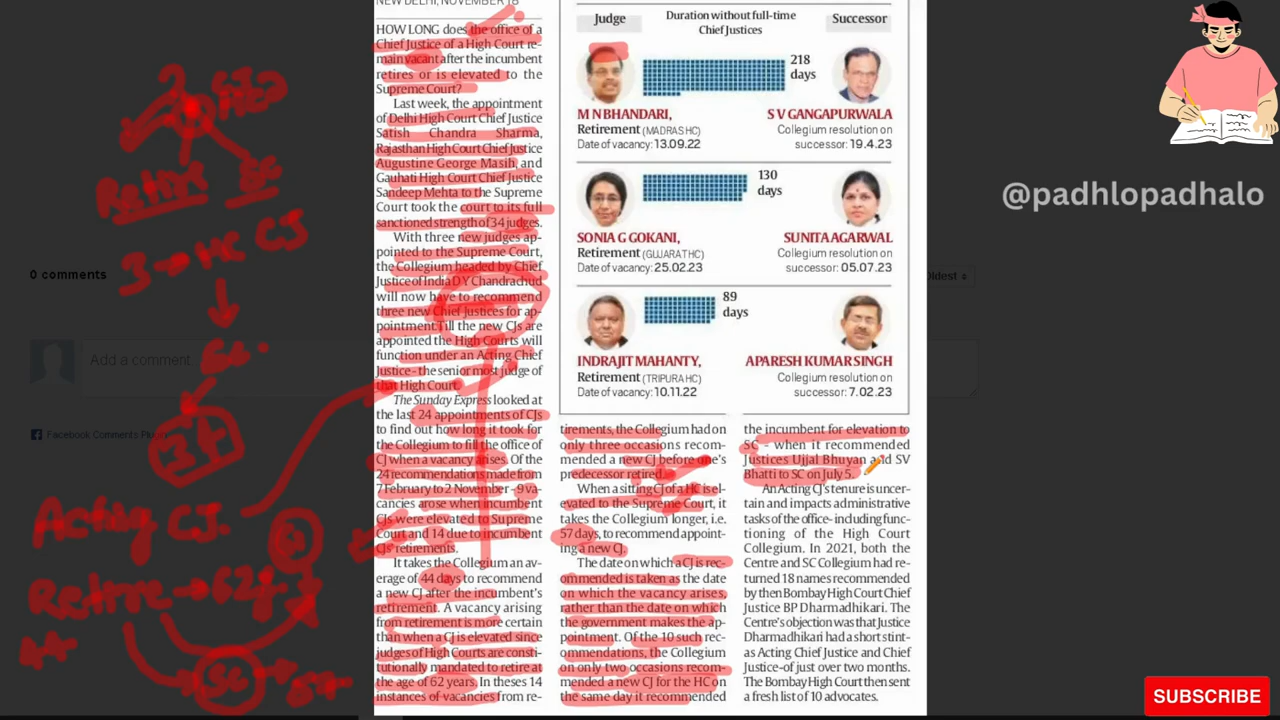 NEW DELHI, NOVEMBER 18
HOW LONG does the office of a
Chief Justice of a High Court re-
main vacant after the incumbent
retires or is elevated to the
Supreme Court?
Last week, the appointment
of Delhi High Court Chief Justice
Satish Chandra Sharma,
Rajasthan High Court Chief Justice
Augustine George Masih, and
Gauhati High Court Chief Justice
Sandeep Mehta to the Supreme
Court took the court to its full
sanctioned strength of 34 judges.
With three new judges ap-
pointed to the Supreme Court,
the Collegium headed by Chief
Justice of India D Y Chandrachud
will now have to recommend
three new Chief Justices for ap-
pointment. Till the new CJs are
appointed the High Courts will
function under an Acting Chief
Justice - the senior most judge of
that High Court.
The Sunday Express looked at
the last 24 appointments of CJs
to find out how long it took for
the Collegium to fill the office of
CJ when a vacancy arises. Of the
24 recommendations made from
7 February to 2 November - 9 va-
cancies arose when incumbent
CJs were elevated to Supreme
Court and 14 due to incumbent
CJs' retirements.
It takes the Collegium an av-
erage of 44 days to recommend
a new CJ after the incumbent's
retirement. A vacancy arising
from retirement is more certain
than when a CJ is elevated since
judges of High Courts are consti-
tutionally mandated to retire at
the age of 62 years. In theses 14
instances of vacancies from re-
Judge
Duration without full-time
Chief Justices
Successor
218
days
M N BHANDARI,
Retirement (MADRAS HC)
Date of vacancy: 13.09.22
S V GANGAPURWALA
Collegium resolution on
successor: 19.4.23
130
days
SONIA G GOKANI,
Retirement (GUJARAT HC)
Date of vacancy: 25.02.23
SUNITA AGARWAL
Collegium resolution on
successor: 05.07.23
89
days
INDRAJIT MAHANTY,
Retirement (TRIPURA HC)
Date of vacancy: 10.11.22
APARESH KUMAR SINGH
Collegium resolution on
successor: 7.02.23
tirements, the Collegium had on
only three occasions recom-
mended a new CJ before one's
predecessor retired.
When a sitting CJ of a HC is el-
evated to the Supreme Court, it
takes the Collegium longer, i.e.
57 days, to recommend appoint-
ing a new CJ.
The date on which a CJ is rec-
ommended is taken as the date
on which the vacancy arises,
rather than the date on which
the government makes the ap-
pointment. Of the 10 such rec-
ommendations, the Collegium
on only two occasions recom-
mended a new CJ for the HC on
the same day it recommended
the incumbent for elevation to
SC - when it recommended
Justices Ujjal Bhuyan and SV
Bhatti to SC on July 5.
An Acting CJ's tenure is uncer-
tain and impacts administrative
tasks of the office- including func-
tioning of the High Court
Collegium. In 2021, both the
Centre and SC Collegium had re-
turned 18 names recommended
by then Bombay High Court Chief
Justice BP Dharmadhikari. The
Centre's objection was that Justice
Dharmadhikari had a short stint-
as Acting Chief Justice and Chief
Justice-of just over two months.
The Bombay High Court then sent
a fresh list of 10 advocates.
0 comments
Oldest
Add a comment...
Facebook Comments Plugin
@padhlopadhalo
SUBSCRIBE